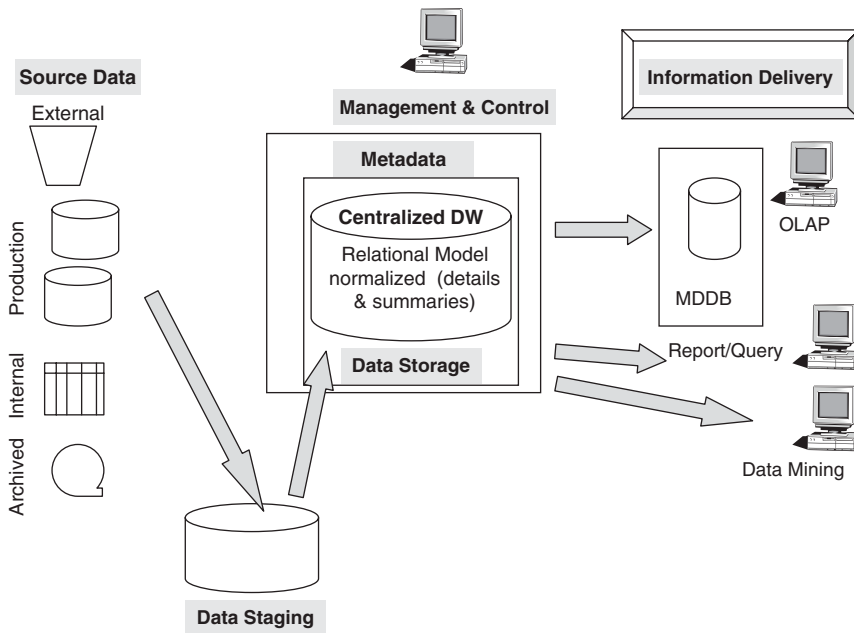 Source Data
External
Production
Internal
Archived
Data Staging
Management & Control
Metadata
Centralized DW
Relational Model
normalized (details
& summaries)
Data Storage
Information Delivery
OLAP
MDDB
Report/Query
Data Mining